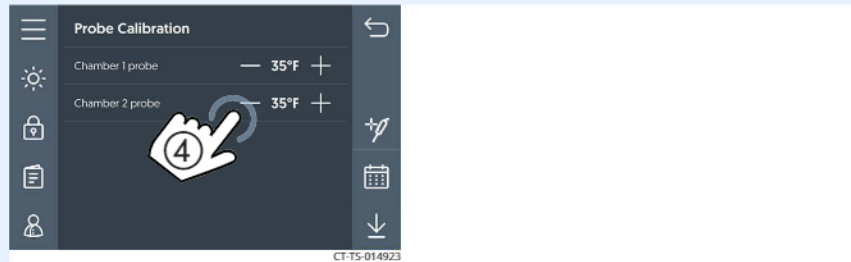 Probe Calibration
Chamber 1 probe — 35°F +
Chamber 2 probe — 35°F +
4
CT-TS-014923